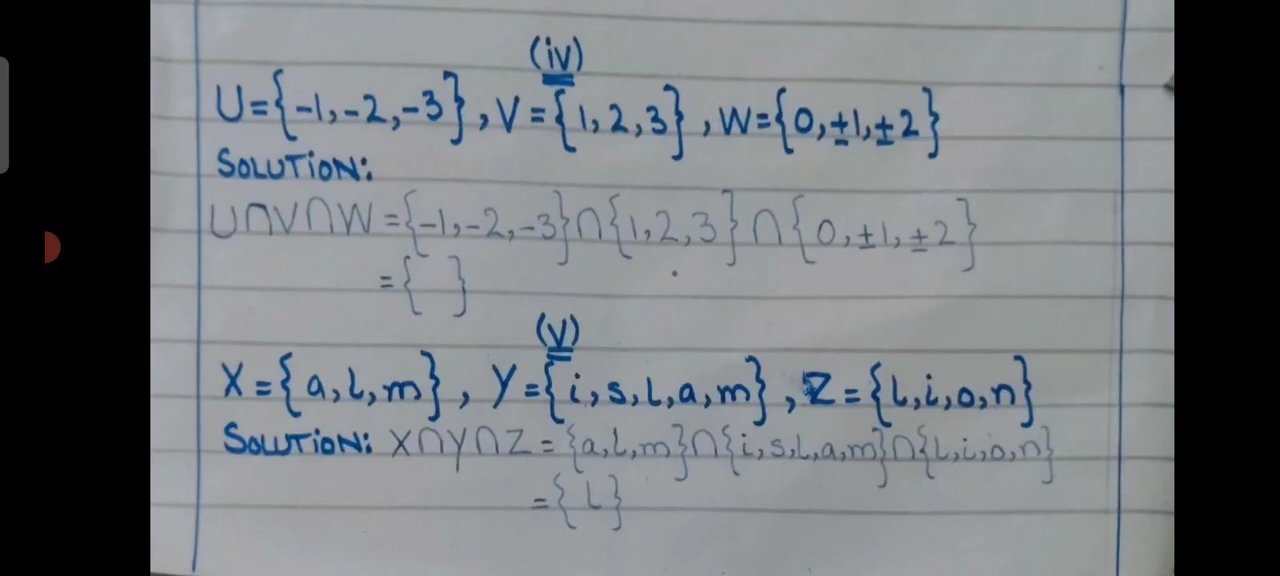 (iv)
U={-1,-2,-3}, V={1,2,3}, W={0,±1,±2}
SOLUTiON:
U∩V∩W={-1,-2,-3}∩{1,2,3}∩{0,±1,±2}
={ }
(V)
X={a,l,m}, Y={i,s,l,a,m}, Z={l,i,o,n}
SOLUTiON: X∩Y∩Z={a,l,m}∩{i,s,l,a,m}∩{l,i,o,n}
={l}